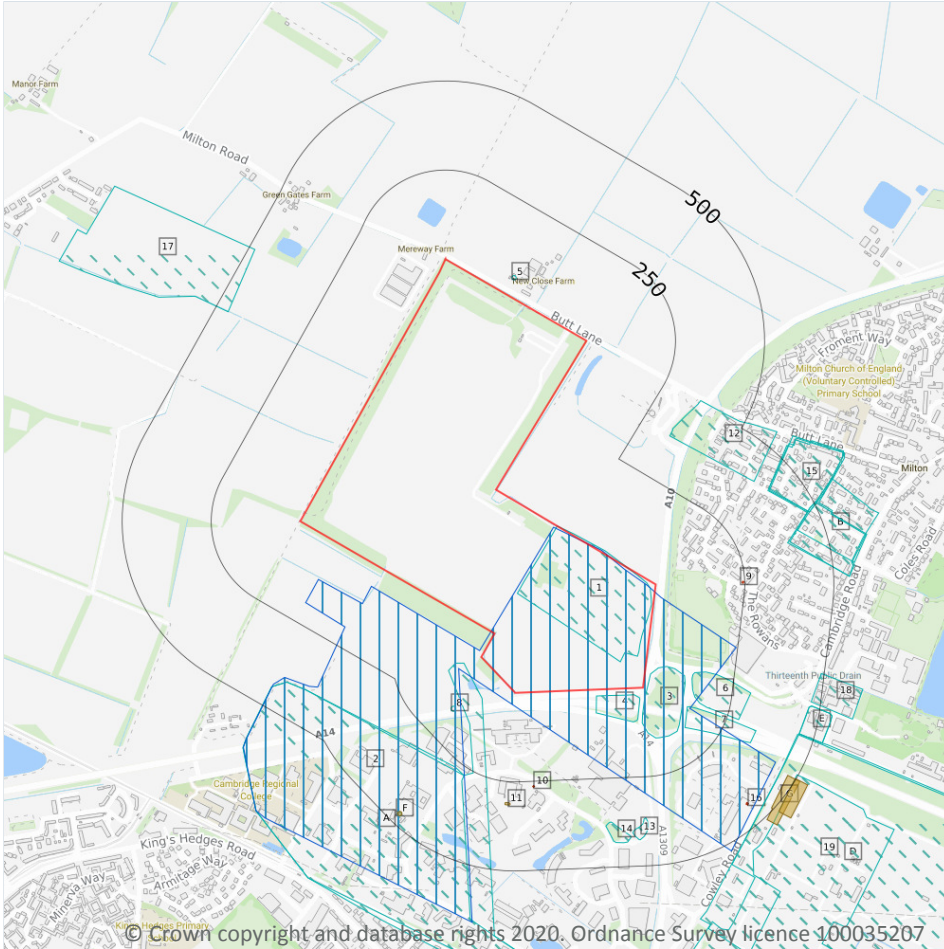 Manor Farm
Milton Road
500
Green Gates Farm
17
Mereway Farm
5
New Close Farm
250
Butt Lane
Froment Way
Milton Church of England
(Voluntary Controlled)
Primary School
12
Butt Lane
15
Milton
A10
B
Coles Road
9
1
The Rowans
Cambridge Road
Thirteenth Public Drain
6
18
8
4
3
7
E
A14
A14
2
Cambridge Regional
College
10
11
16
F
A
King's Hedges Road
14
13
A1309
Armitage Way
19
D
Cowley Road
Minerva Way
King's Hedges Primary
© Crown copyright and database rights 2020. Ordnance Survey licence 100035207